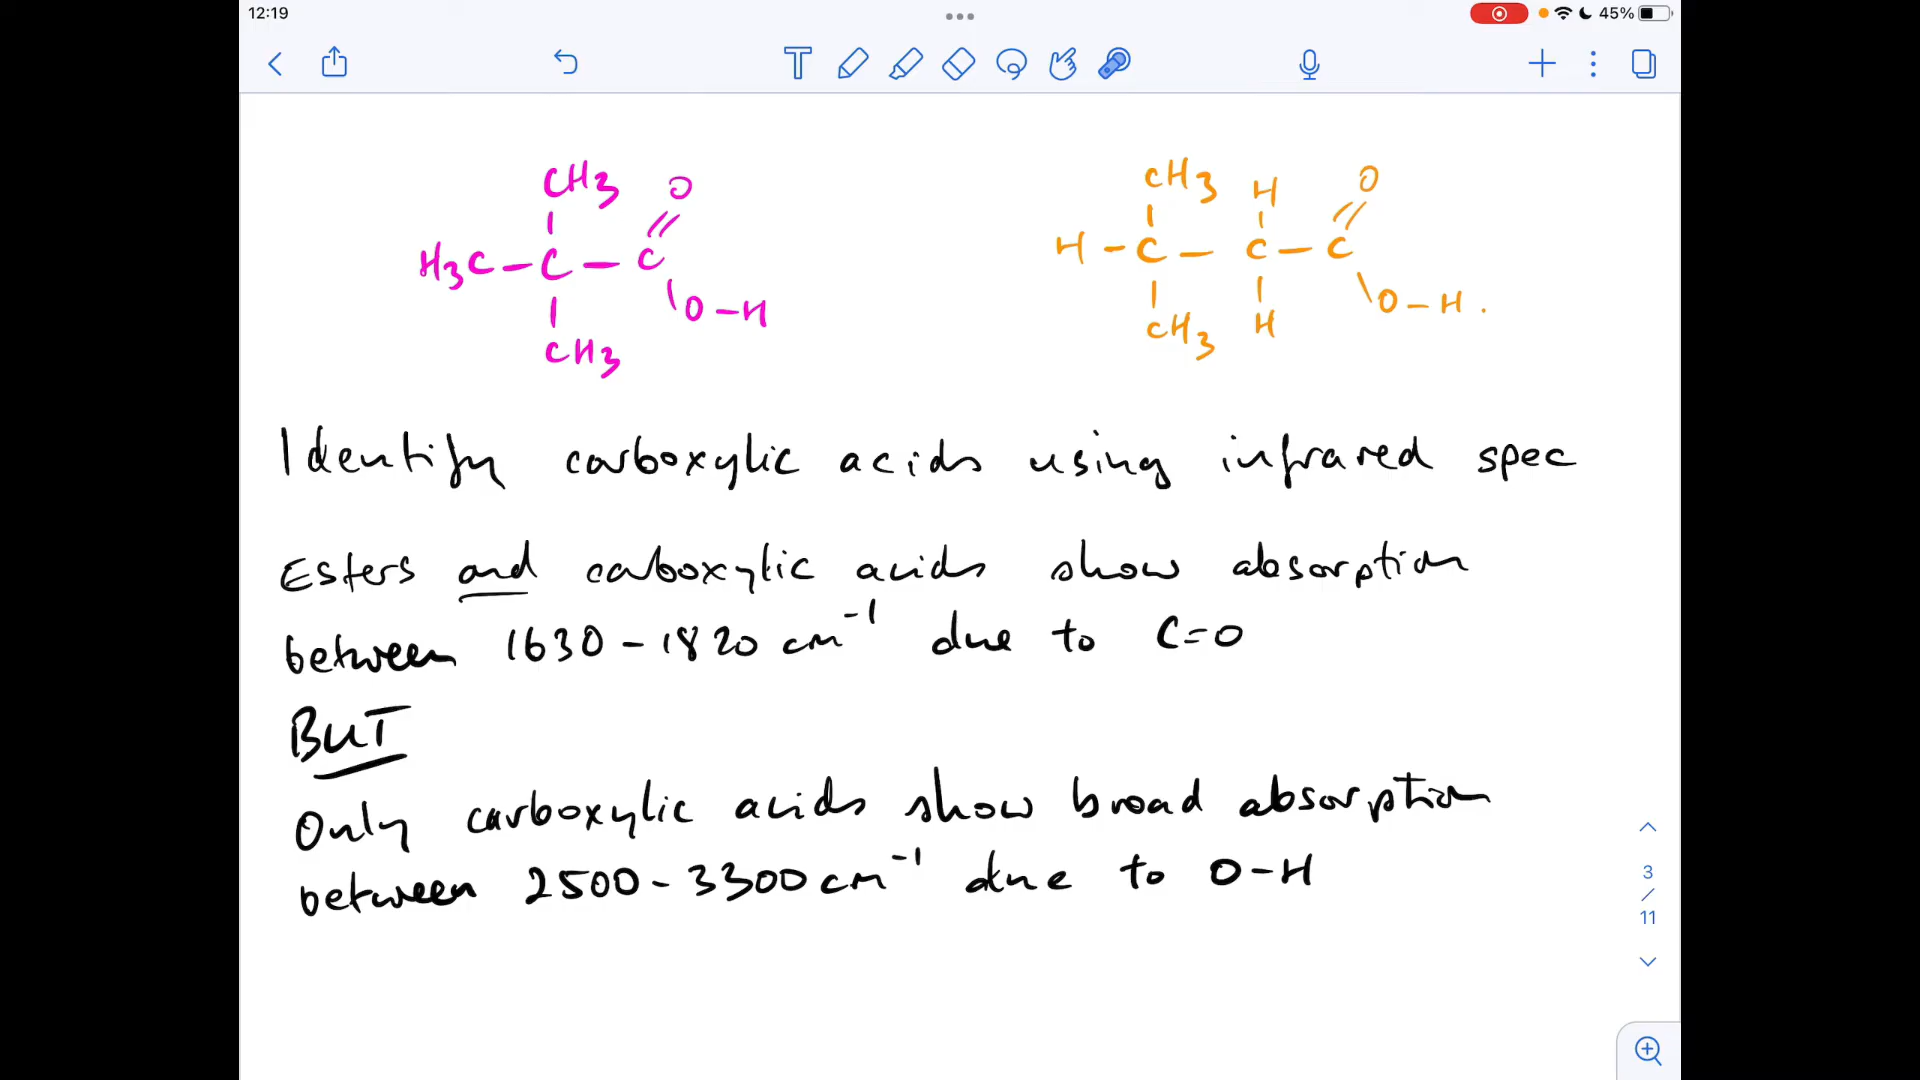 12:19
45%
CH3 O
H3C-C-C
O-H
CH3
CH3 H O
H-C-C-C
O-H.
CH3 H
Identify carboxylic acids using infrared spec
Esters and carboxylic acids show absorption
between 1630-1820 cm⁻¹ due to C=O
BUT
Only carboxylic acids show broad absorption
between 2500-3300 cm⁻¹ due to O-H
3
/
11